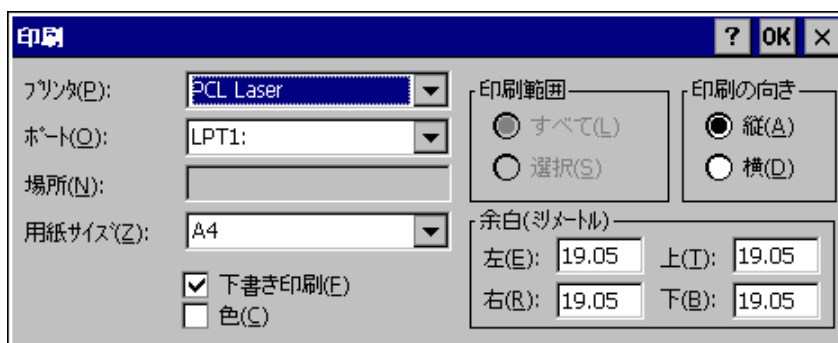 印刷 ? OK ×
ﾌﾟﾘﾝﾀ(P): PCL Laser
ﾎﾟｰﾄ(O): LPT1:
場所(N):
用紙ｻｲｽﾞ(Z): A4
下書き印刷(F)
色(C)
印刷範囲
すべて(L)
選択(S)
印刷の向き
縦(A)
横(D)
余白(ﾐﾘﾒｰﾄﾙ)
左(E): 19.05 上(T): 19.05
右(R): 19.05 下(B): 19.05